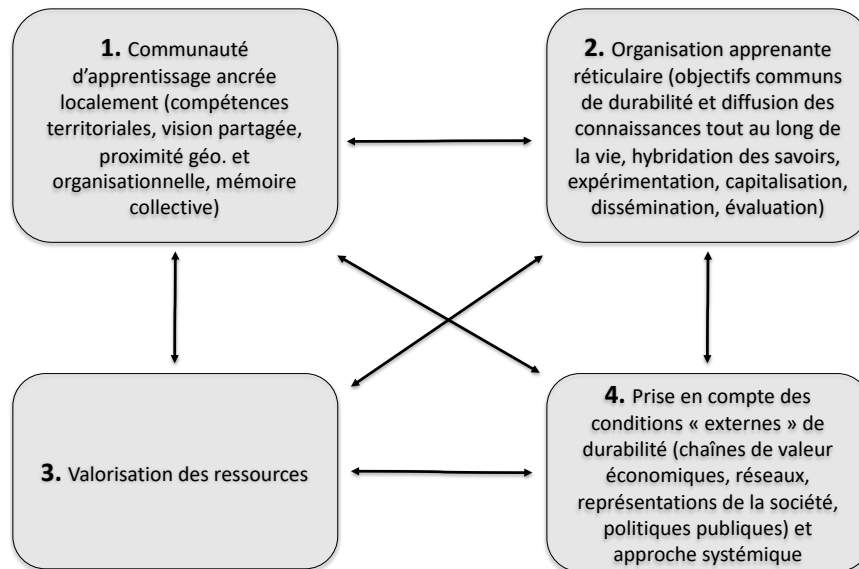 1. Communauté
d’apprentissage ancrée
localement (compétences
territoriales, vision partagée,
proximité géo. et
organisationnelle, mémoire
collective)
2. Organisation apprenante
réticulaire (objectifs communs
de durabilité et diffusion des
connaissances tout au long de
la vie, hybridation des savoirs,
expérimentation, capitalisation,
dissémination, évaluation)
3. Valorisation des ressources
4. Prise en compte des
conditions « externes » de
durabilité (chaînes de valeur
économiques, réseaux,
représentations de la société,
politiques publiques) et
approche systémique